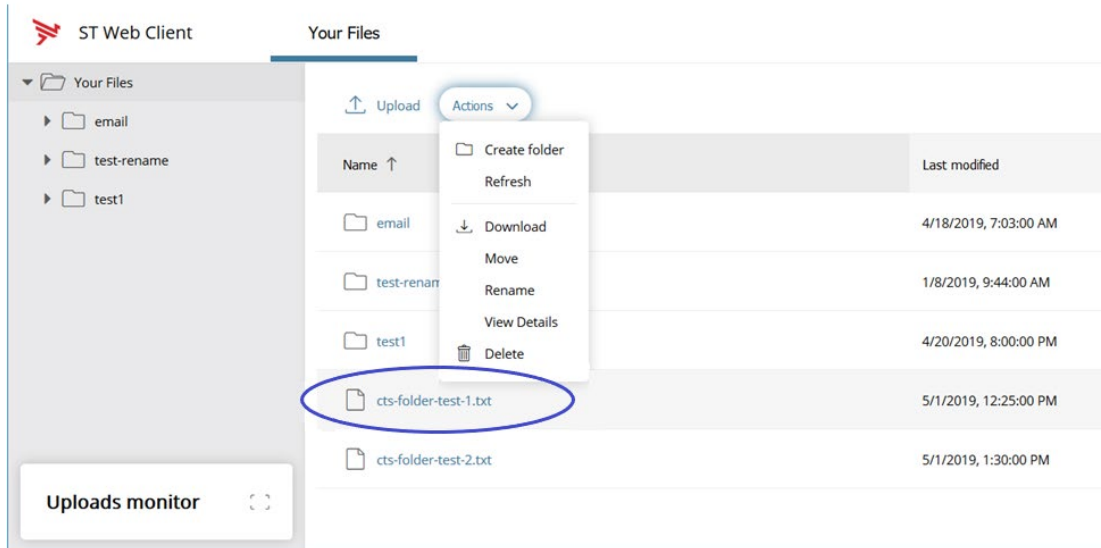 ST Web Client
Your Files
Your Files
email
test-rename
test1
Upload
Actions
Create folder
Refresh
Download
Move
Rename
View Details
Delete
Name
Last modified
email
4/18/2019, 7:03:00 AM
test-renam
1/8/2019, 9:44:00 AM
test1
4/20/2019, 8:00:00 PM
cts-folder-test-1.txt
5/1/2019, 12:25:00 PM
cts-folder-test-2.txt
5/1/2019, 1:30:00 PM
Uploads monitor